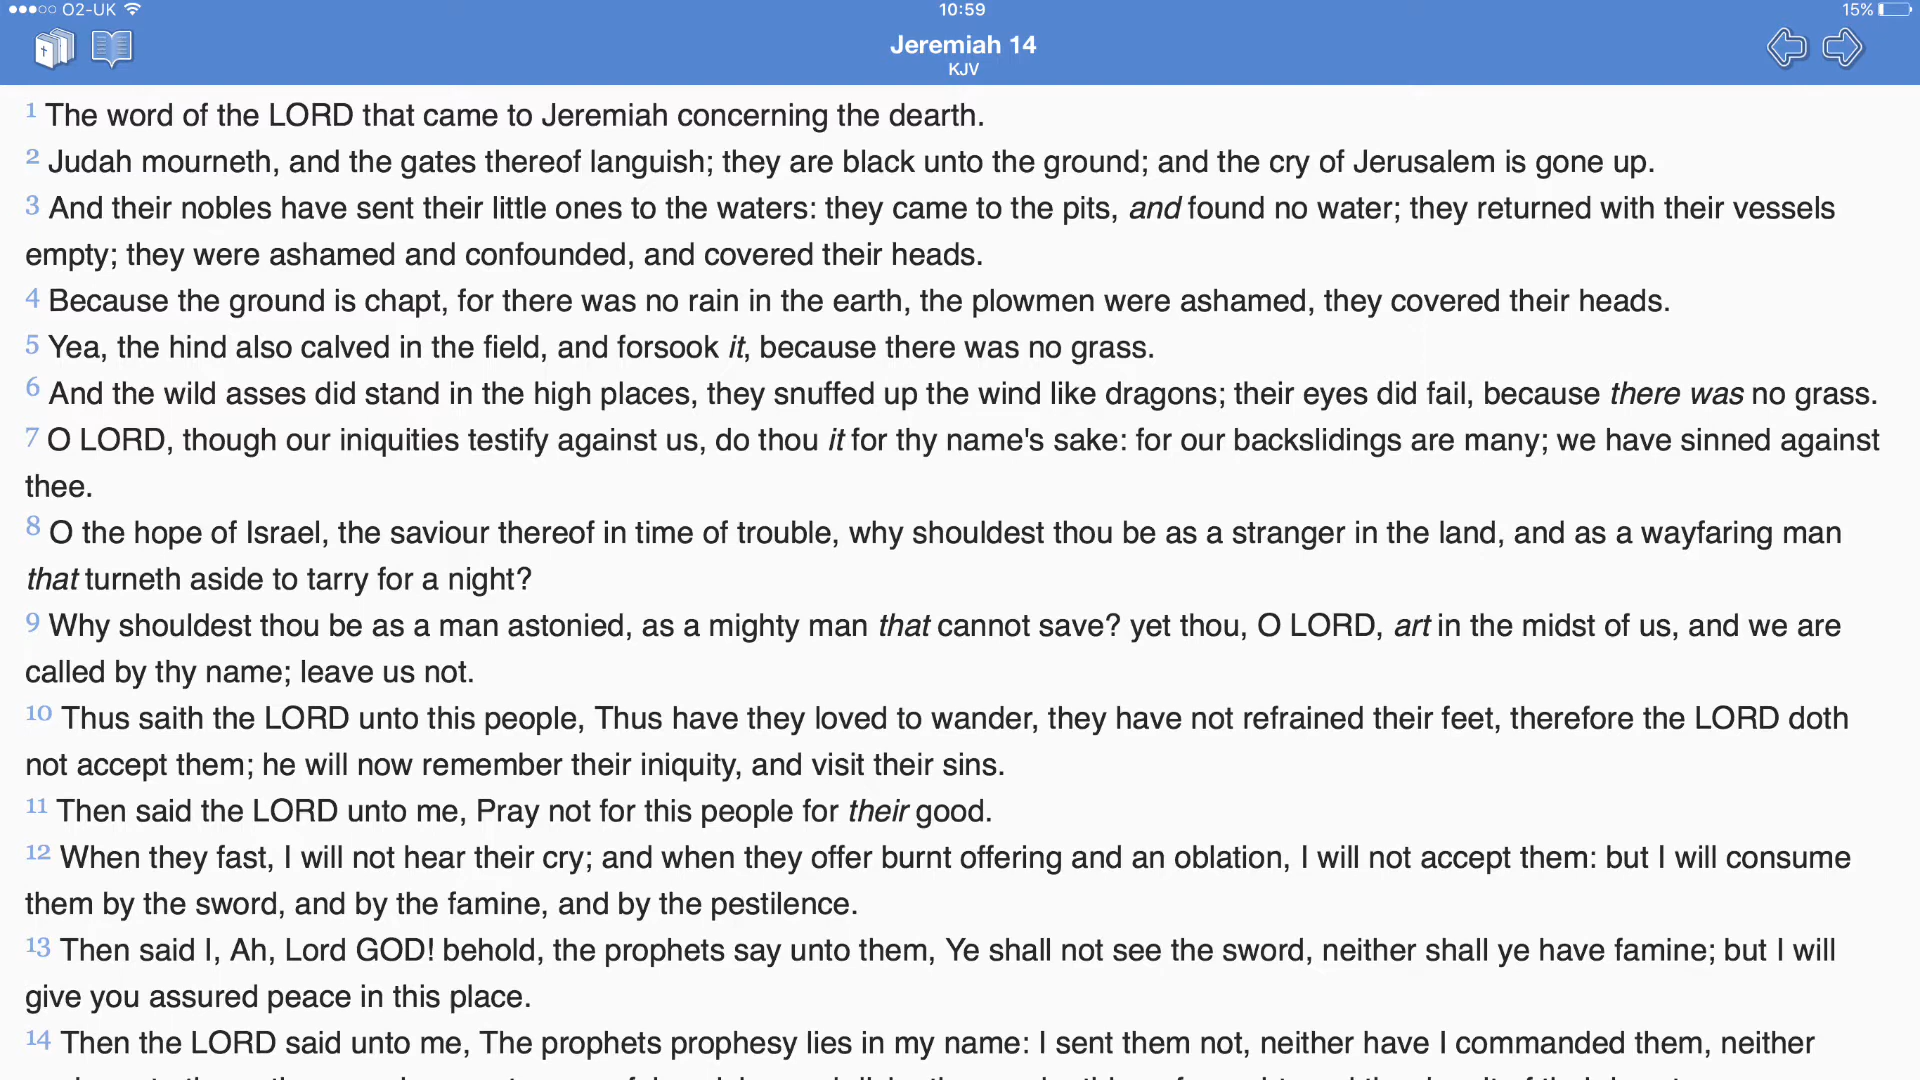 O2-UK
10:59
15%
Jeremiah 14
KJV
1 The word of the LORD that came to Jeremiah concerning the dearth.
2 Judah mourneth, and the gates thereof languish; they are black unto the ground; and the cry of Jerusalem is gone up.
3 And their nobles have sent their little ones to the waters: they came to the pits, and found no water; they returned with their vessels
empty; they were ashamed and confounded, and covered their heads.
4 Because the ground is chapt, for there was no rain in the earth, the plowmen were ashamed, they covered their heads.
5 Yea, the hind also calved in the field, and forsook it, because there was no grass.
6 And the wild asses did stand in the high places, they snuffed up the wind like dragons; their eyes did fail, because there was no grass.
7 O LORD, though our iniquities testify against us, do thou it for thy name's sake: for our backslidings are many; we have sinned against
thee.
8 O the hope of Israel, the saviour thereof in time of trouble, why shouldest thou be as a stranger in the land, and as a wayfaring man
that turneth aside to tarry for a night?
9 Why shouldest thou be as a man astonied, as a mighty man that cannot save? yet thou, O LORD, art in the midst of us, and we are
called by thy name; leave us not.
10 Thus saith the LORD unto this people, Thus have they loved to wander, they have not refrained their feet, therefore the LORD doth
not accept them; he will now remember their iniquity, and visit their sins.
11 Then said the LORD unto me, Pray not for this people for their good.
12 When they fast, I will not hear their cry; and when they offer burnt offering and an oblation, I will not accept them: but I will consume
them by the sword, and by the famine, and by the pestilence.
13 Then said I, Ah, Lord GOD! behold, the prophets say unto them, Ye shall not see the sword, neither shall ye have famine; but I will
give you assured peace in this place.
14 Then the LORD said unto me, The prophets prophesy lies in my name: I sent them not, neither have I commanded them, neither